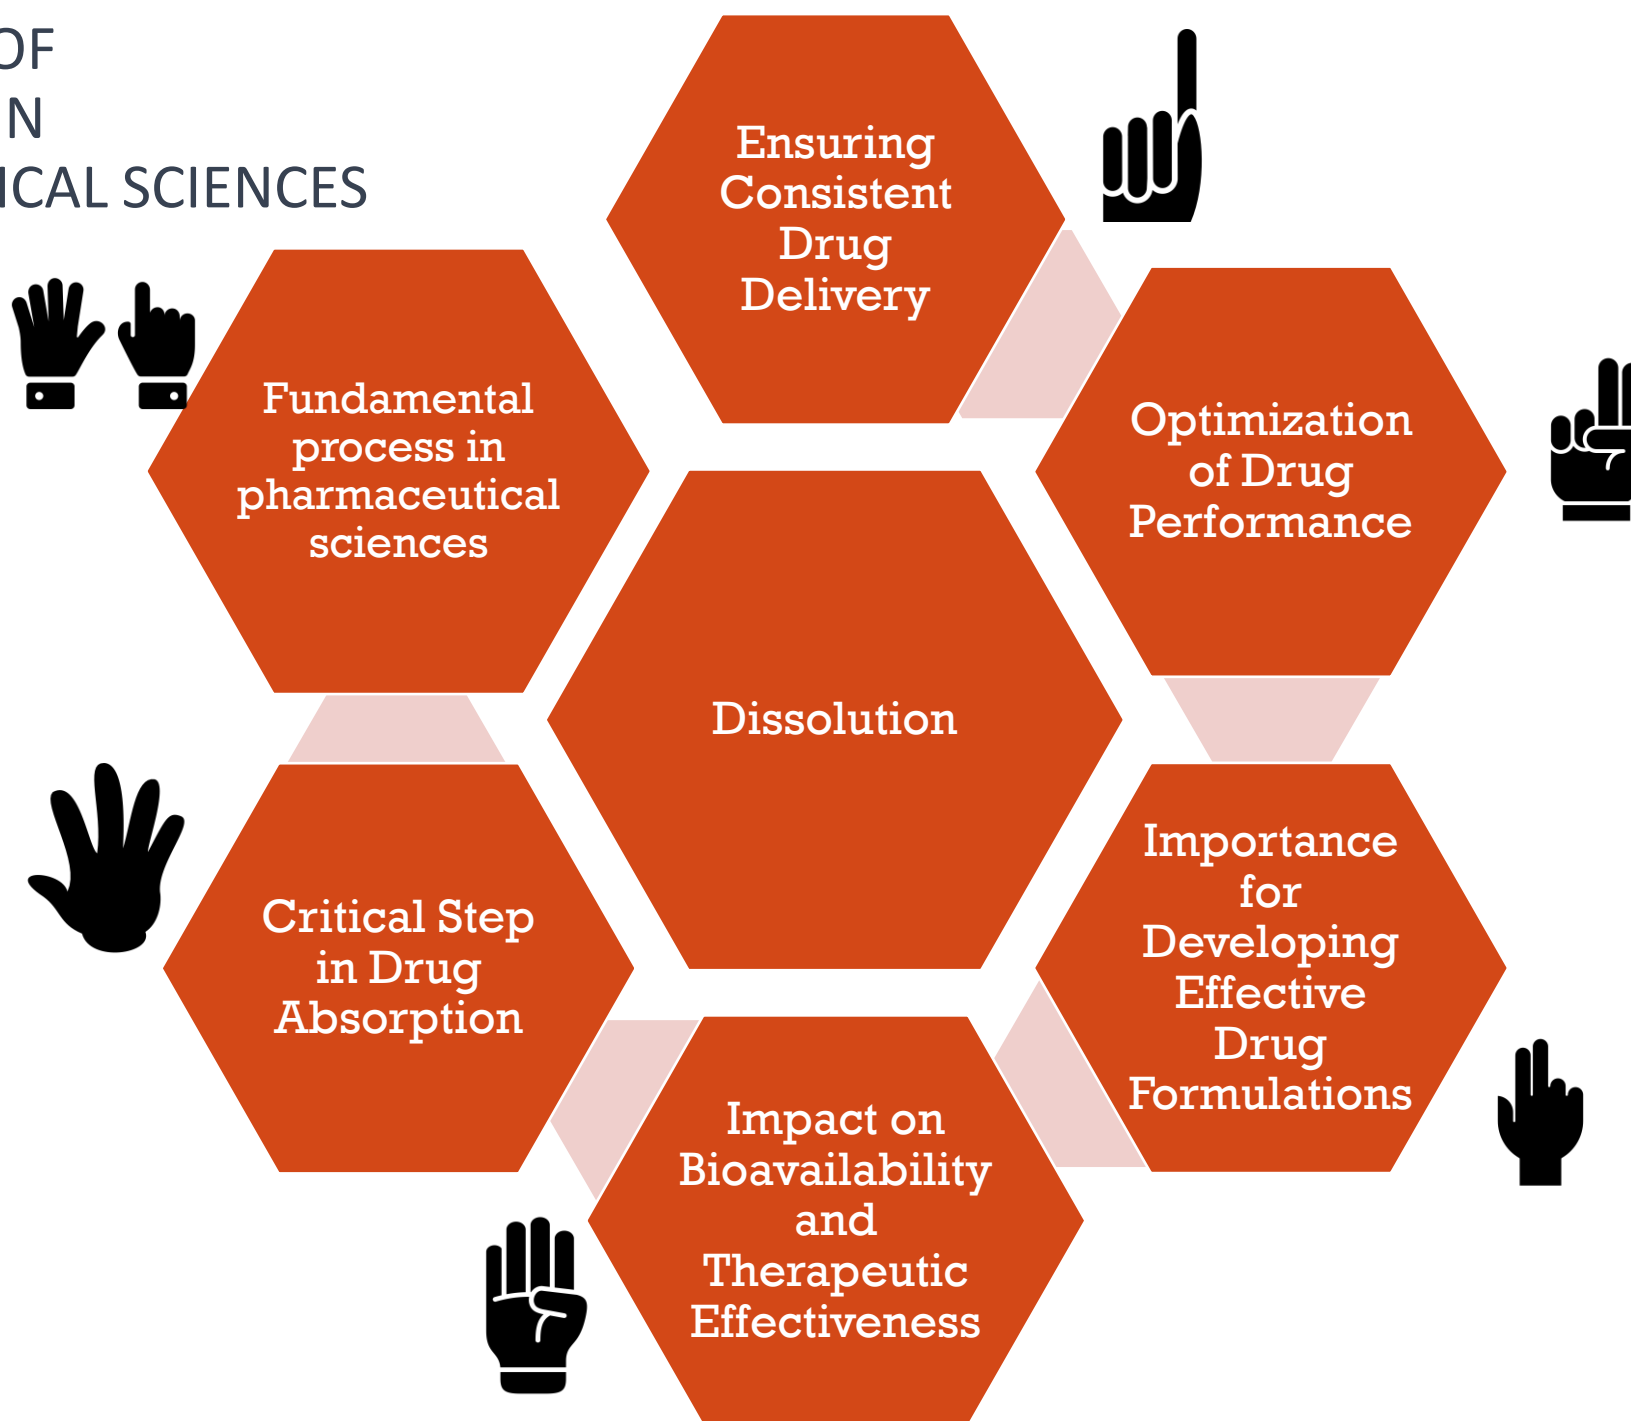 OF
N
ICAL SCIENCES
Ensuring
Consistent
Drug
Delivery
Optimization
of Drug
Performance
Importance
for
Developing
Effective
Drug
Formulations
Impact on
Bioavailability
and
Therapeutic
Effectiveness
Critical Step
in Drug
Absorption
Fundamental
process in
pharmaceutical
sciences
Dissolution